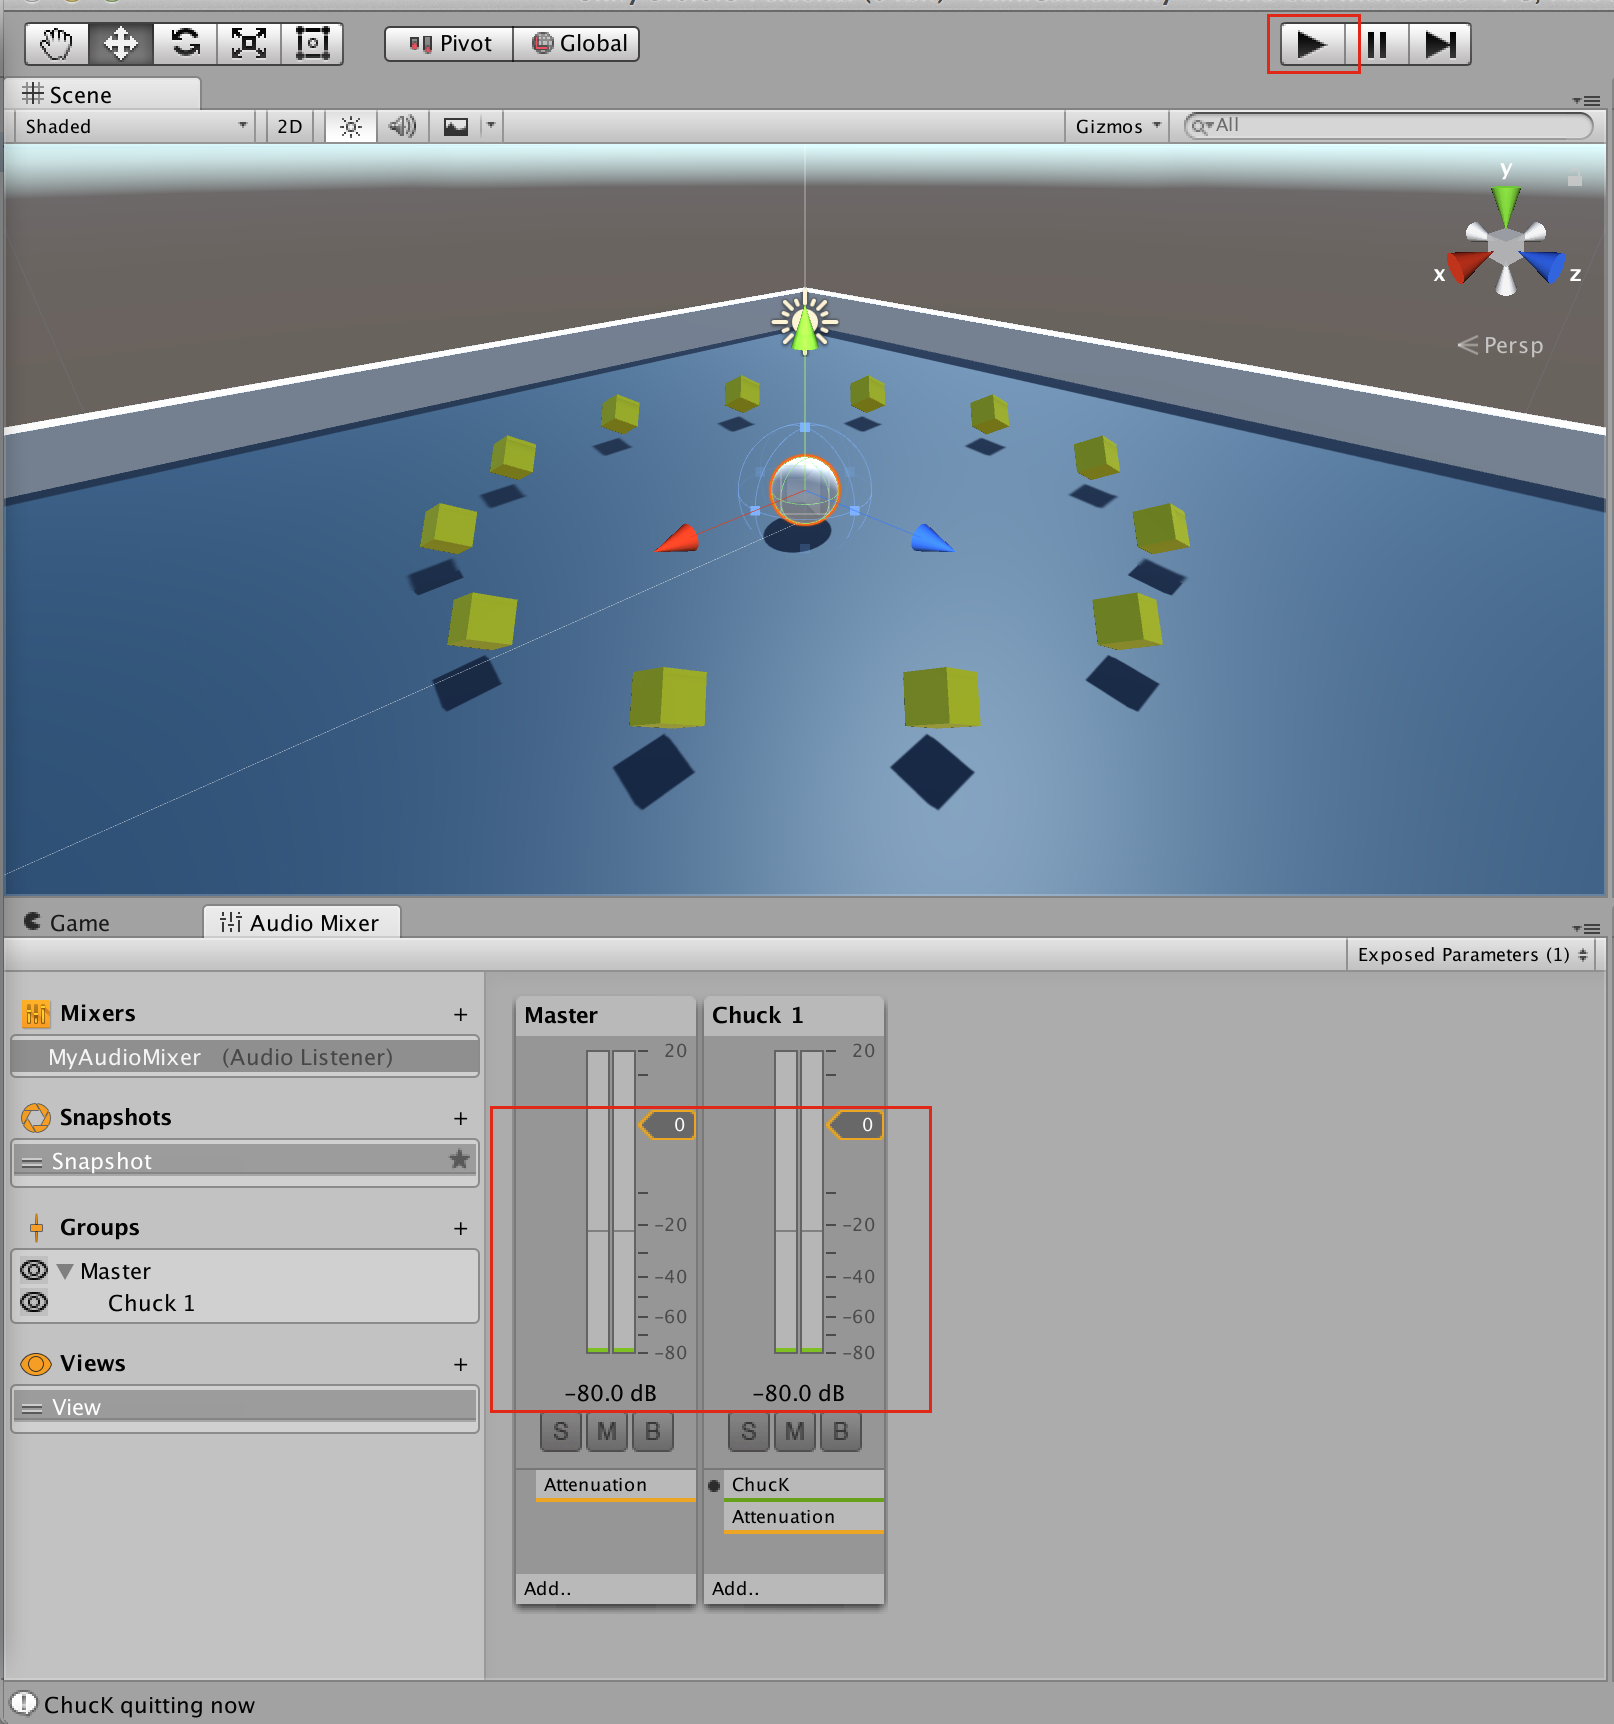 Pivot Global
Scene
Shaded 2D Gizmos All
y
x z
Persp
Game Audio Mixer
Exposed Parameters (1)
Mixers +
MyAudioMixer (Audio Listener)
Snapshots +
Snapshot
Groups +
Master
Chuck 1
Views +
View
Master
20
0
-20
-40
-60
-80
-80.0 dB
S M B
Attenuation
Add..
Chuck 1
20
0
-20
-40
-60
-80
-80.0 dB
S M B
ChucK
Attenuation
Add..
ChucK quitting now